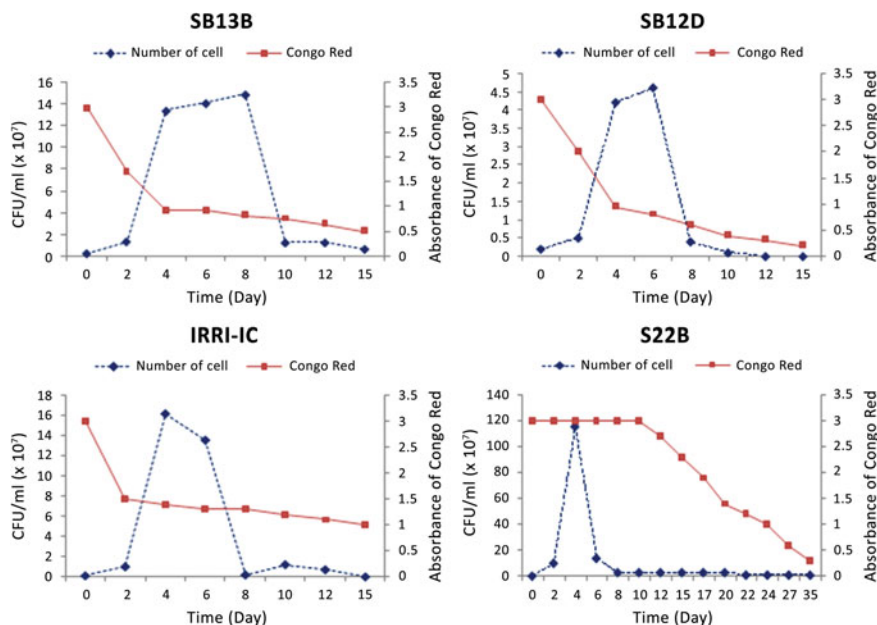 SB13B
Number of cell Congo Red
CFU/ml (x 10⁷)
16
14
12
10
8
6
4
2
0
3.5
3
2.5
2
1.5
1
0.5
0
Absorbance of Congo Red
0 2 4 6 8 10 12 15
Time (Day)
SB12D
Number of cell Congo Red
CFU/ml (x 10⁷)
5
4.5
3.5
3
2.5
2
1.5
1
0.5
0
3.5
3
2.5
2
1.5
1
0.5
0
Absorbance of Congo Red
0 2 4 6 8 10 12 15
Time (Day)
IRRI-IC
Number of cell Congo Red
CFU/ml (x 10⁷)
18
16
14
12
10
8
6
4
2
0
3.5
3
2.5
2
1.5
1
0.5
0
Absorbance of Congo Red
0 2 4 6 8 10 12 15
Time (Day)
S22B
Number of cell Congo Red
CFU/ml (x 10⁷)
140
120
100
80
60
40
20
0
3.5
3
2.5
2
1.5
1
0.5
0
Absorbance of Congo Red
0 2 4 6 8 10 12 15 17 20 22 24 27 35
Time (Day)